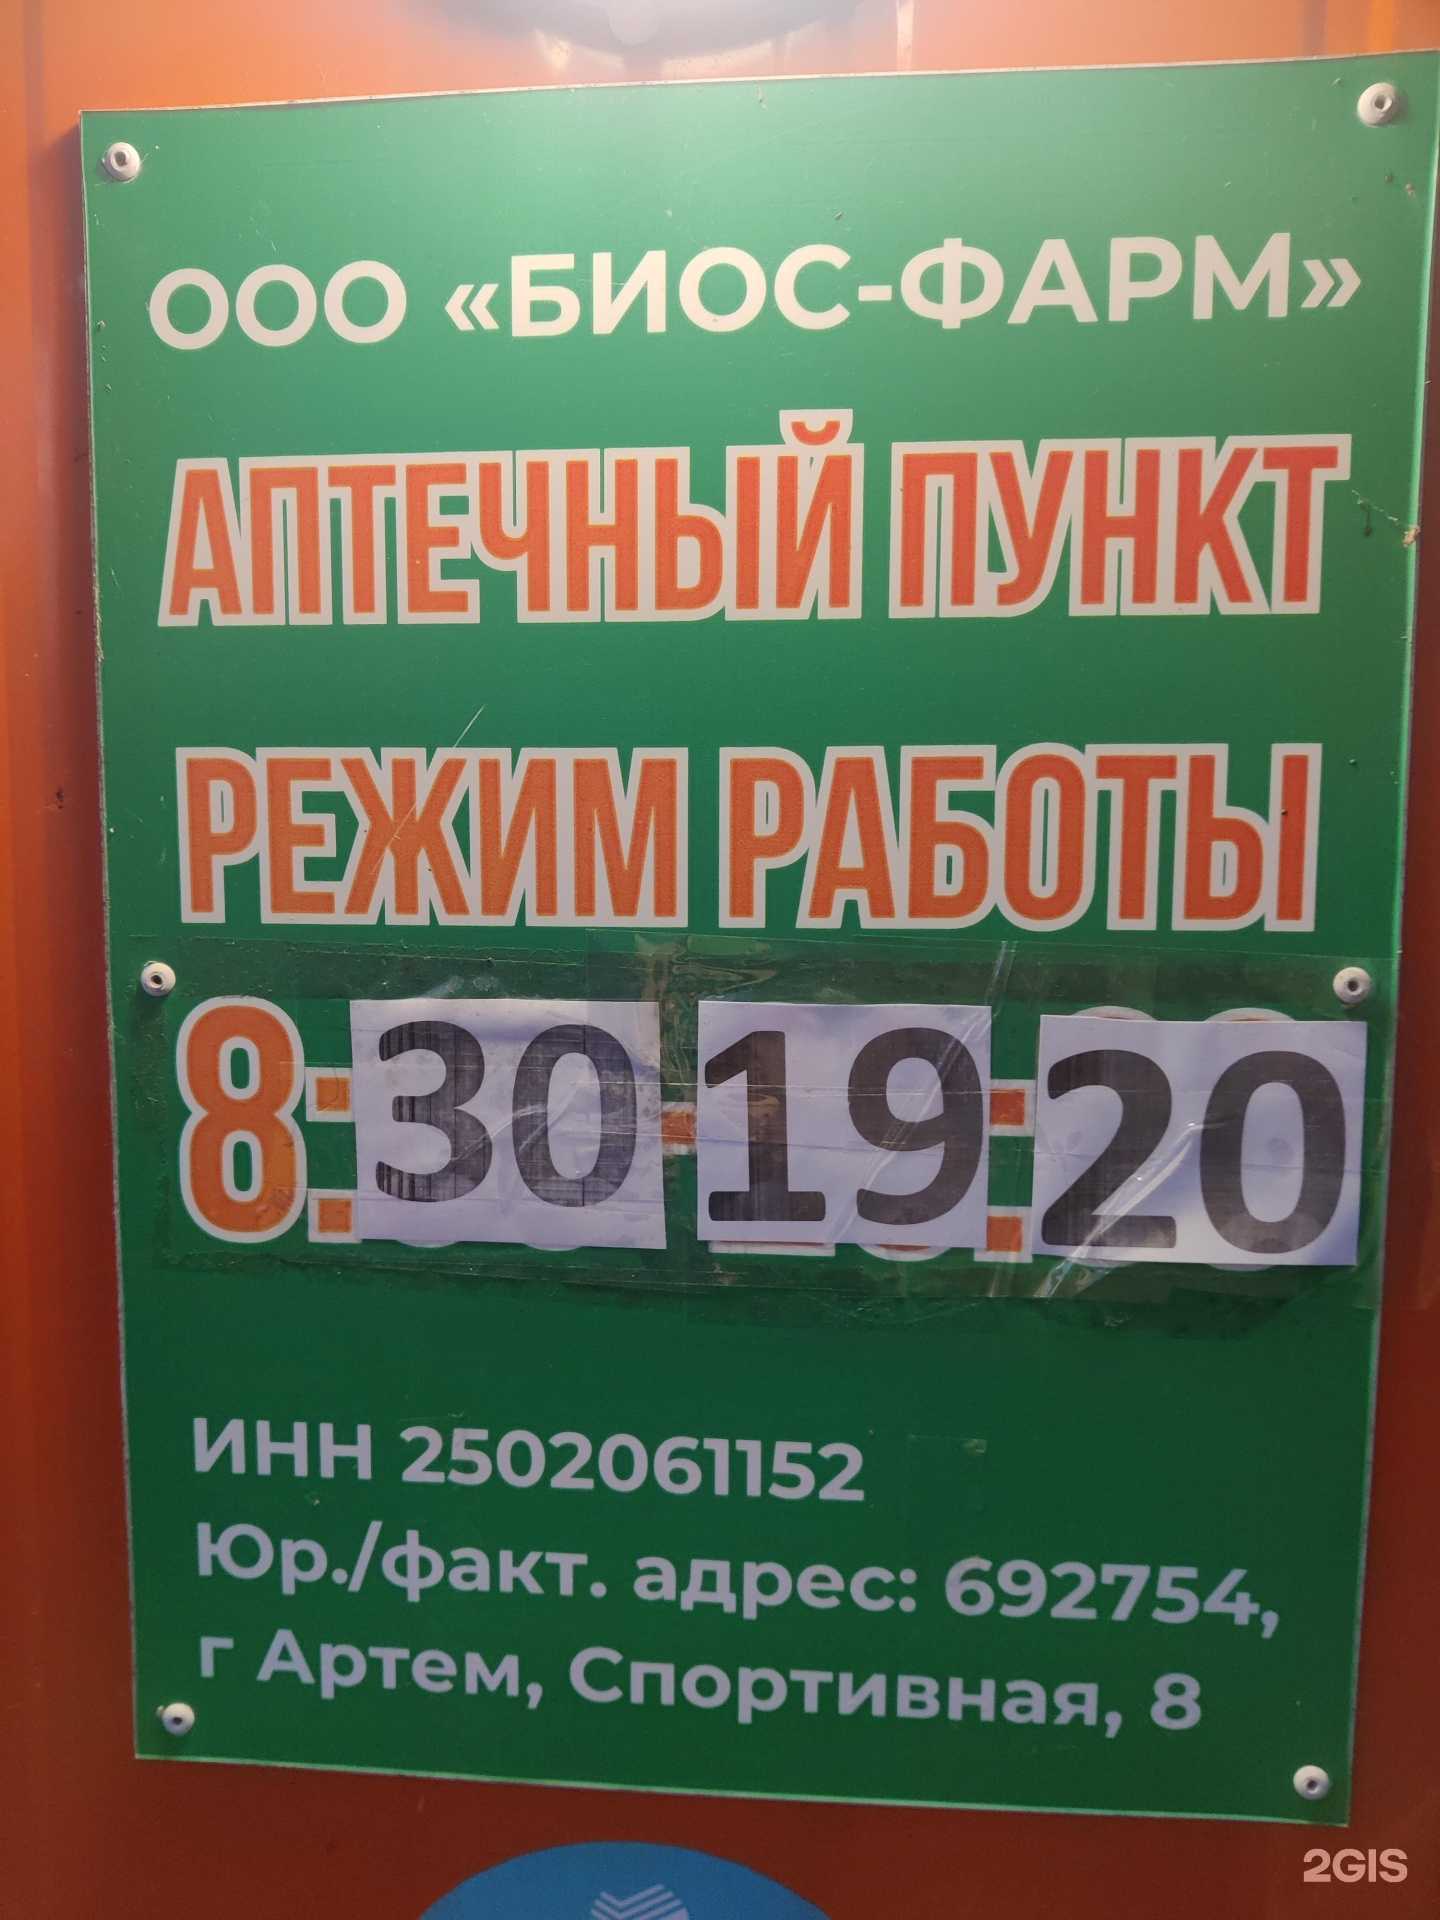 ООО «БИОС-ФАРМ»
АПТЕЧНЫЙ ПУНКТ
РЕЖИМ РАБОТЫ
8:30-19:20
ИНН 2502061152
Юр./факт. адрес: 692754,
г Артем, Спортивная, 8
2GIS